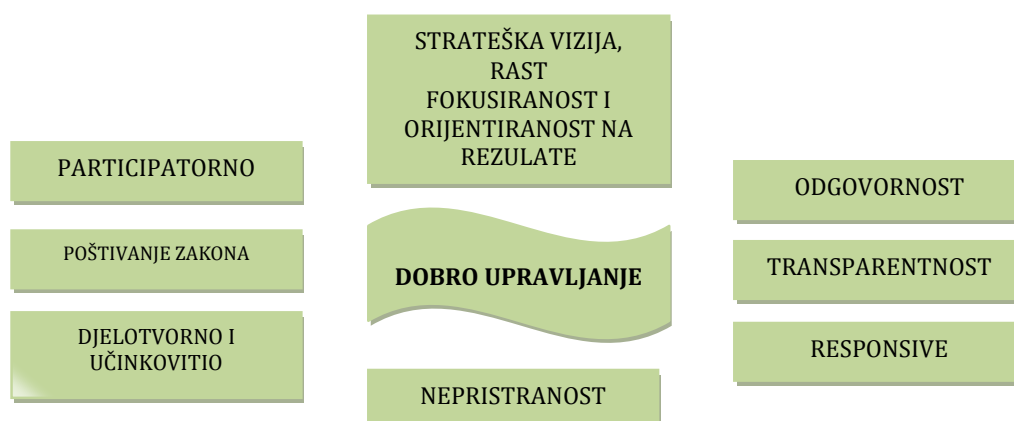 STRATEŠKA VIZIJA,
RAST
FOKUSIRANOST I
ORIJENTIRANOST NA
REZULATE
PARTICIPATORNO
POŠTIVANJE ZAKONA
DJELOTVORNO I
UČINKOVITIO
DOBRO UPRAVLJANJE
NEPRISTRANOST
ODGOVORNOST
TRANSPARENTNOST
RESPONSIVE